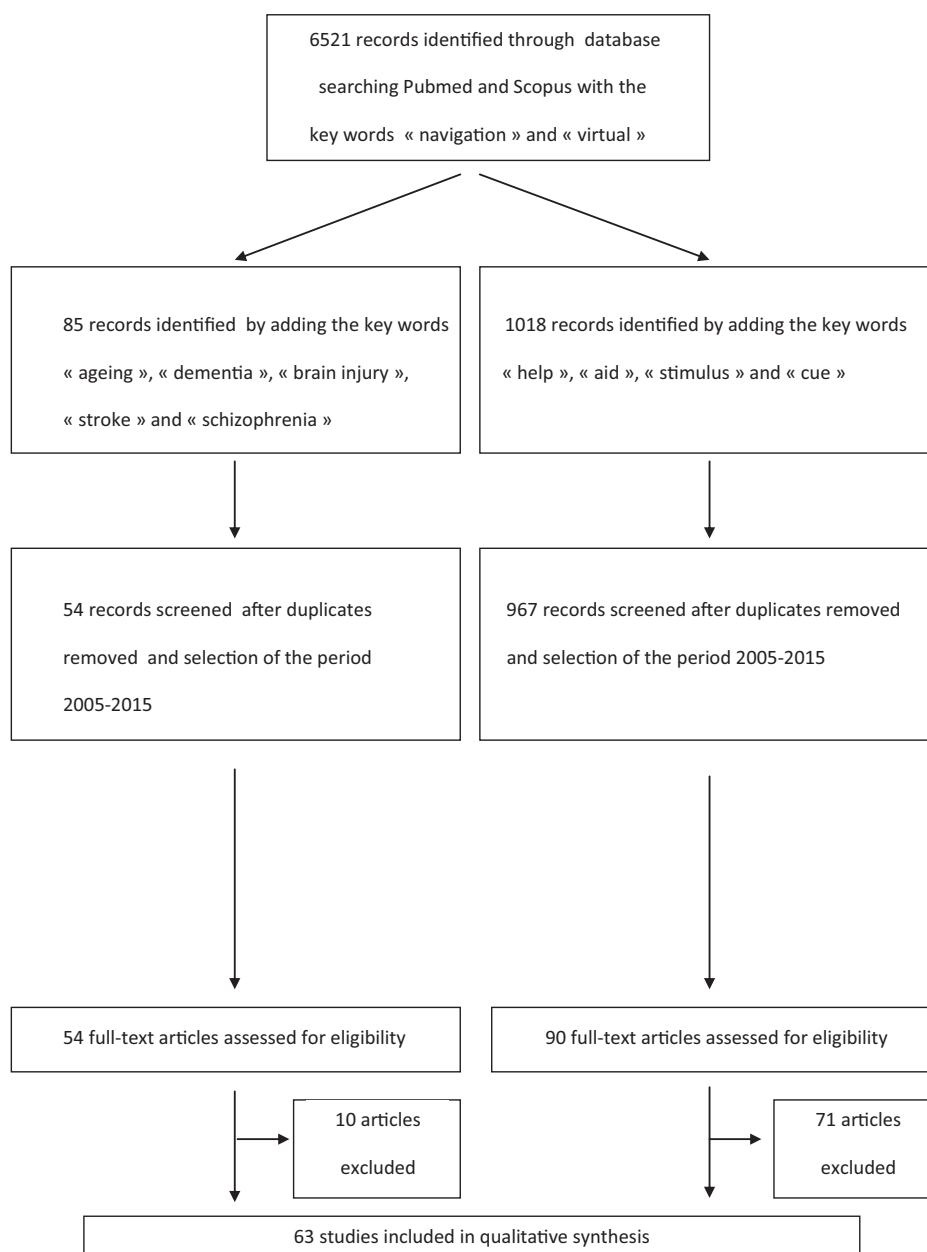 6521 records identified through database
searching Pubmed and Scopus with the
key words « navigation » and « virtual »
85 records identified by adding the key words
« ageing », « dementia », « brain injury »,
« stroke » and « schizophrenia »
1018 records identified by adding the key words
« help », « aid », « stimulus » and « cue »
54 records screened after duplicates
removed and selection of the period
2005-2015
967 records screened after duplicates removed
and selection of the period 2005-2015
54 full-text articles assessed for eligibility
90 full-text articles assessed for eligibility
10 articles
excluded
71 articles
excluded
63 studies included in qualitative synthesis